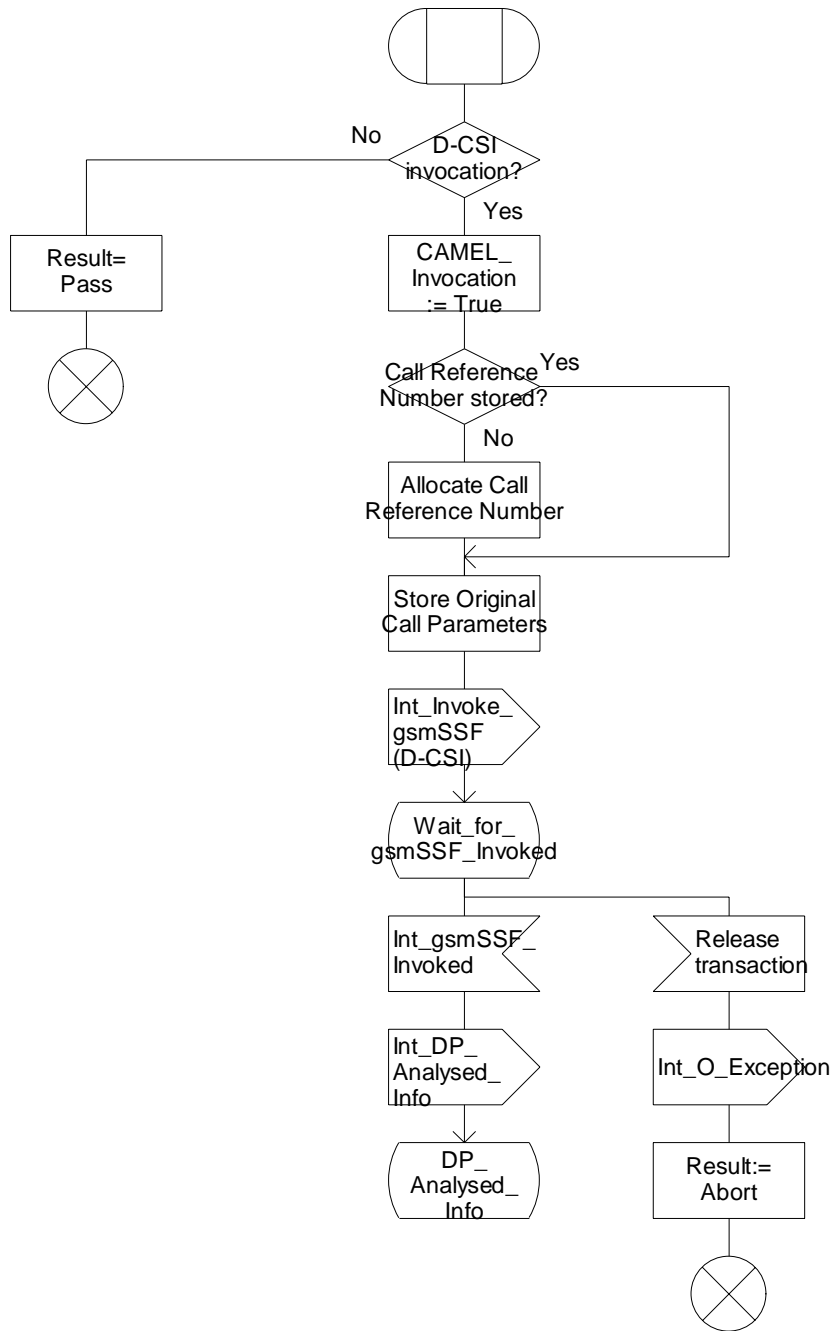 No
D-CSI
invocation?
Yes
Result=
Pass
CAMEL_
Invocation
:= True
Call Reference
Number stored?
Yes
No
Allocate Call
Reference Number
Store Original
Call Parameters
Int_Invoke_
gsmSSF
(D-CSI)
Wait_for_
gsmSSF_Invoked
Int_gsmSSF_
Invoked
Release
transaction
Int_DP_
Analysed_
Info
Int_O_Exception
DP_
Analysed_
Info
Result:=
Abort